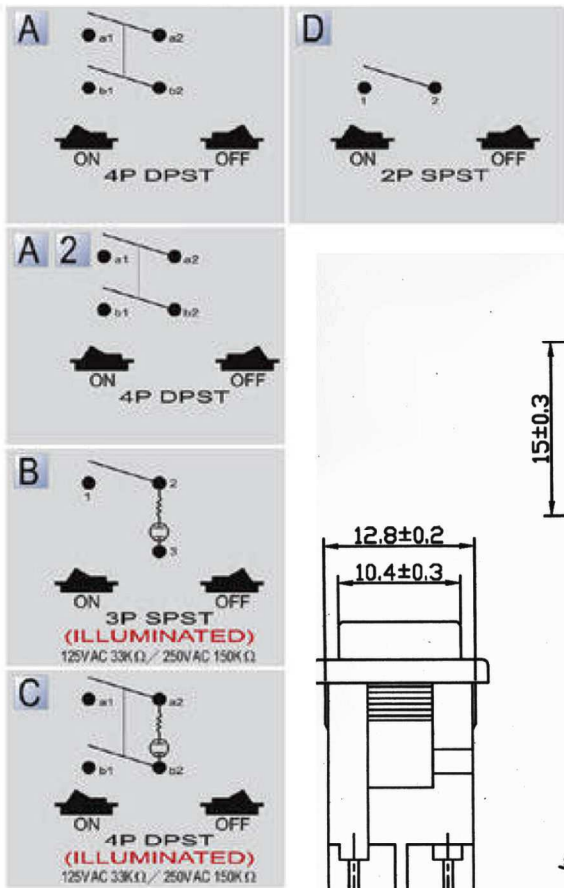 A
a1 a2
b1 b2
ON OFF
4P DPST
D
1 2
ON OFF
2P SPST
A 2
a1 a2
b1 b2
ON OFF
4P DPST
B
1 2
3
ON OFF
3P SPST
(ILLUMINATED)
125VAC 33KΩ／250VAC 150KΩ
C
a1 a2
b1 b2
ON OFF
4P DPST
(ILLUMINATED)
125VAC 33KΩ／250VAC 150KΩ
15±0.3
12.8±0.2
10.4±0.3